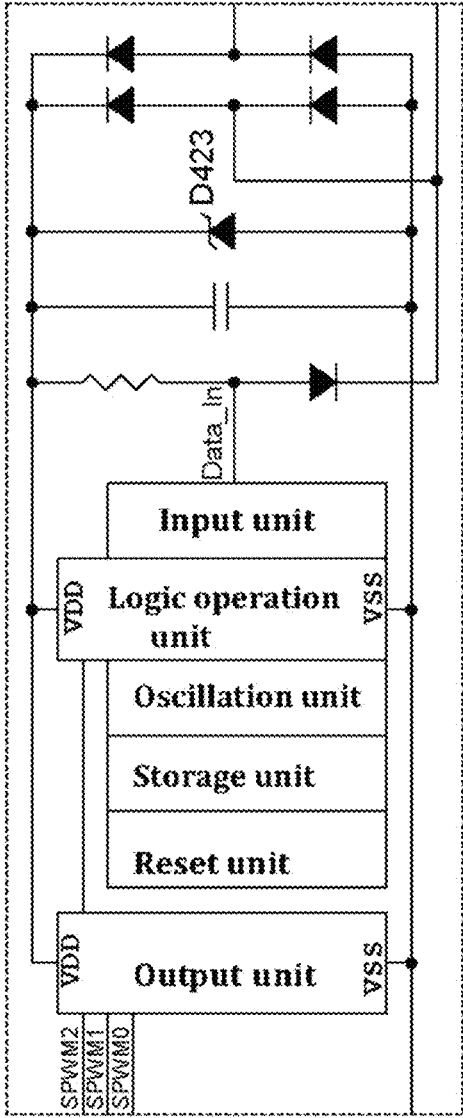 D423
Data_In
Input unit
VDD
Logic operation
unit
VSS
Oscillation unit
Storage unit
Reset unit
VDD
Output unit
VSS
SPWM2
SPWM1
SPWM0